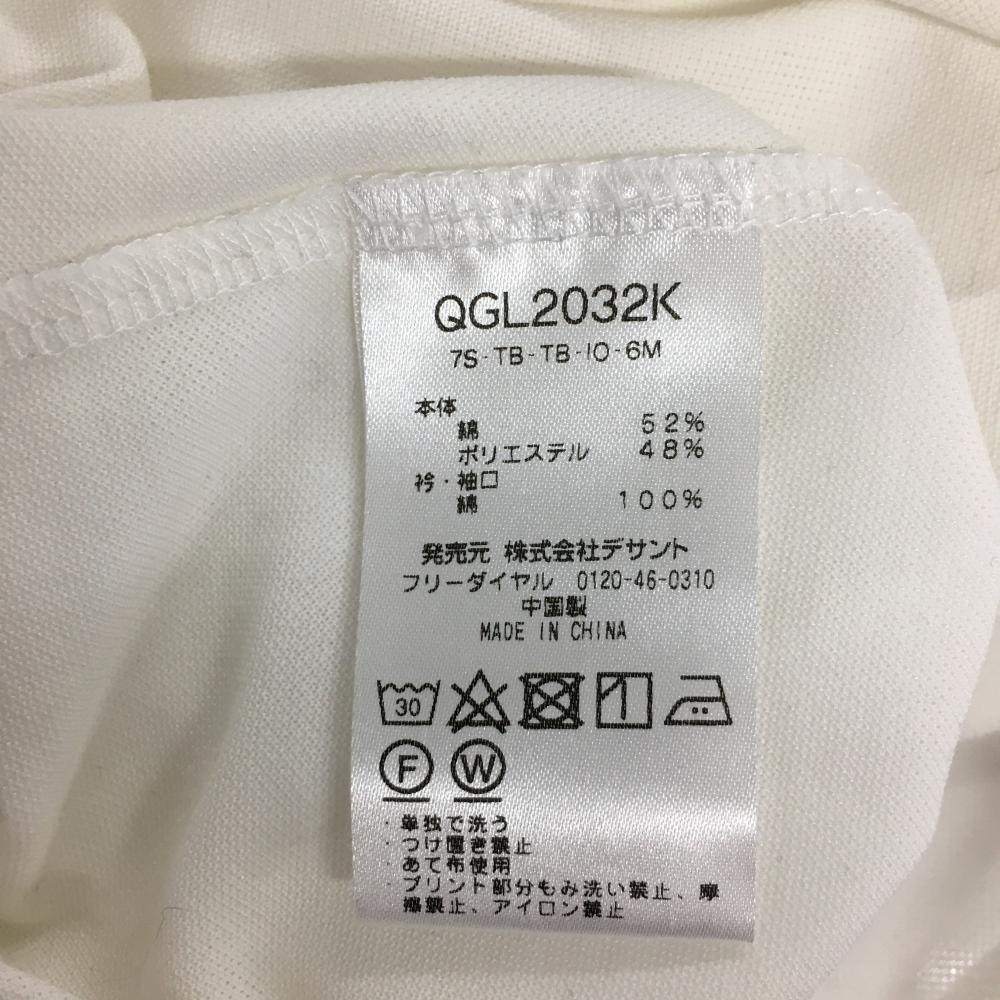 QGL2032K
7S-TB-TB-10-6M
本体
綿 52%
ポリエステル 48%
衿・袖口
綿 100%
発売元 株式会社デサント
フリーダイヤル 0120-46-0310
中国製
MADE IN CHINA
30
F W
・単独で洗う
・つけ置き禁止
・あて布使用
・プリント部分もみ洗い禁止、摩
擦禁止、アイロン禁止